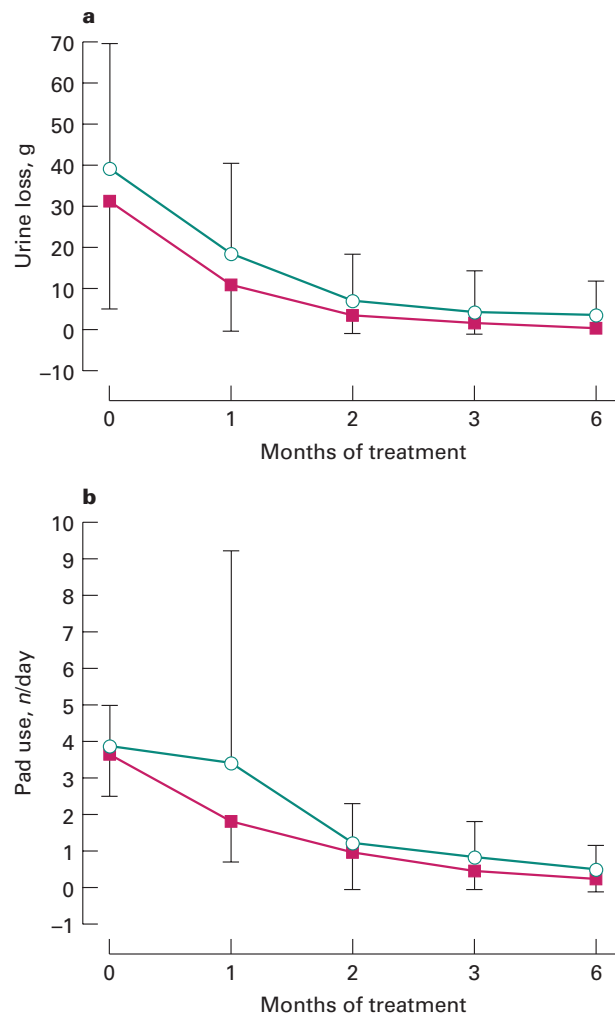 a
70
60
50
40
30
20
10
0
–10
Urine loss, g
0 1 2 3 6
Months of treatment
b
10
9
8
7
6
5
4
3
2
1
0
–1
Pad use, n/day
0 1 2 3 6
Months of treatment